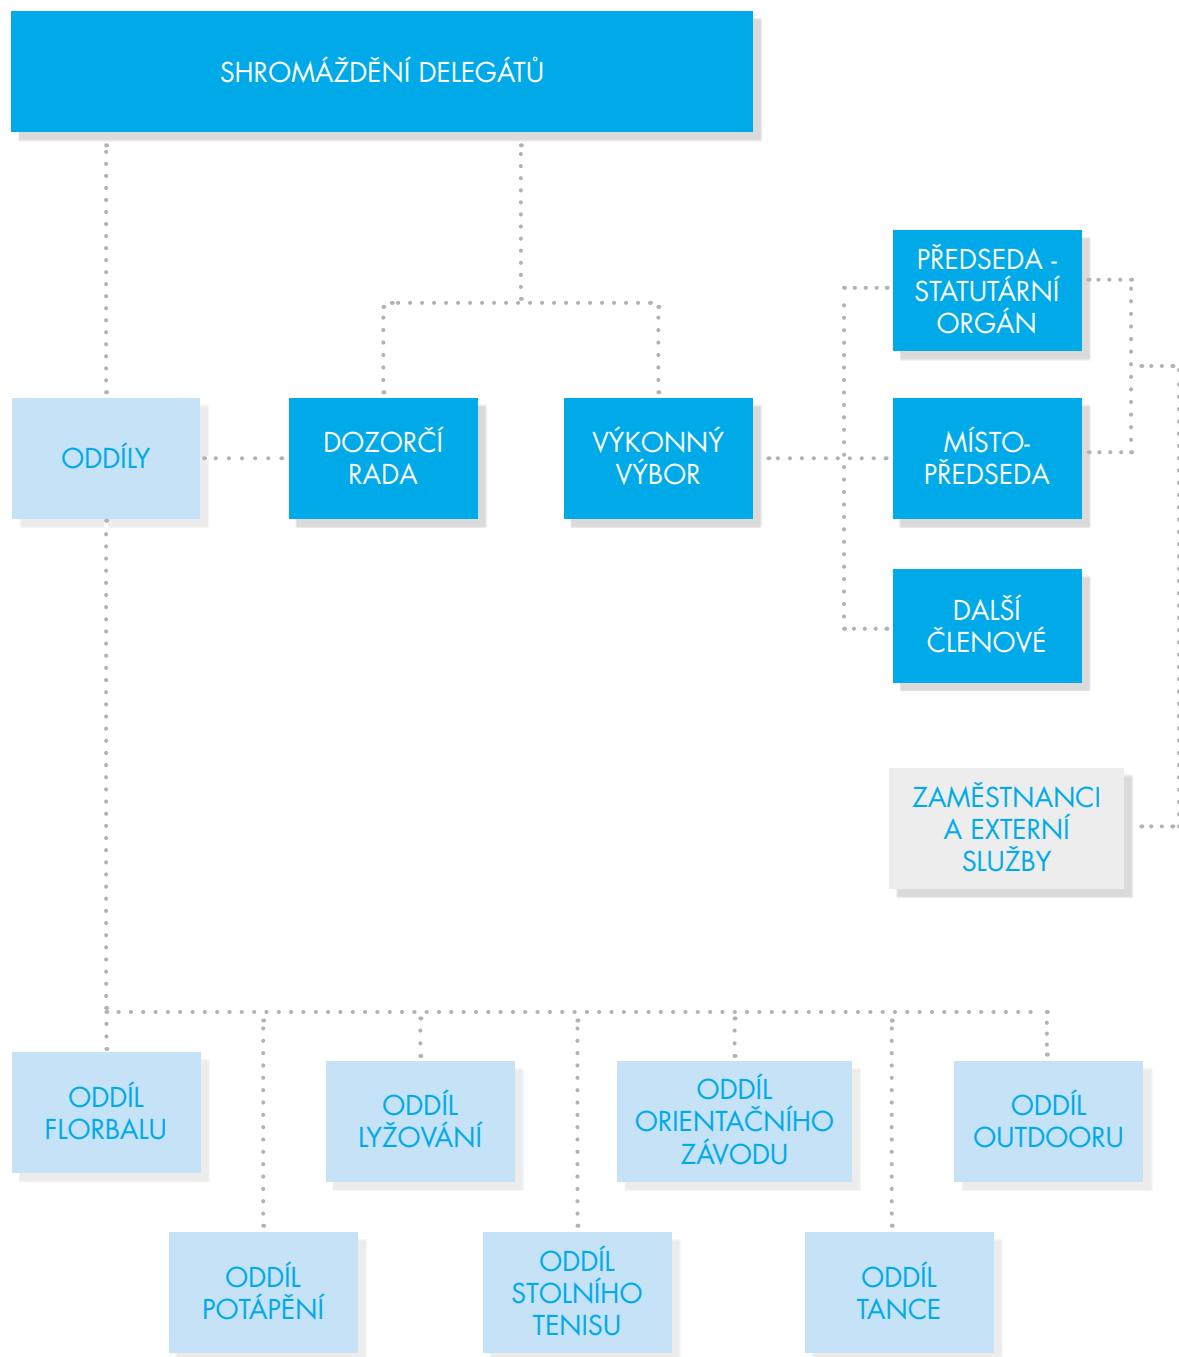 SHROMÁŽDĚNÍ DELEGÁTŮ
PŘEDSEDA -
STATUTÁRNÍ
ORGÁN
ODDÍLY
DOZORČÍ
RADA
VÝKONNÝ
VÝBOR
MÍSTO-
PŘEDSEDA
DALŠÍ
ČLENOVÉ
ZAMĚSTNANCI
A EXTERNÍ
SLUŽBY
ODDÍL
FLORBALU
ODDÍL
LYŽOVÁNÍ
ODDÍL
ORIENTAČNÍHO
ZÁVODU
ODDÍL
OUTDOORU
ODDÍL
POTÁPĚNÍ
ODDÍL
STOLNÍHO
TENISU
ODDÍL
TANCE